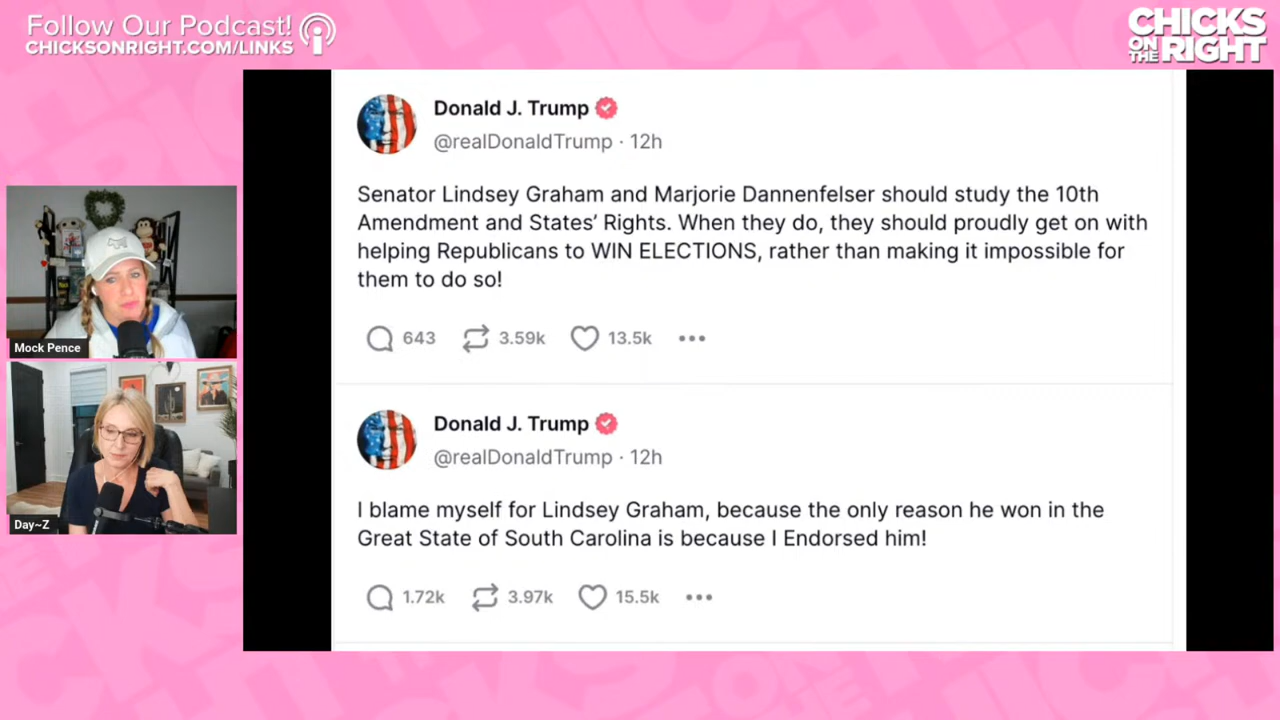 Follow Our Podcast!
CHICKSONRIGHT.COM/LINKS
CHICKS
ON THE RIGHT
Donald J. Trump
@realDonaldTrump · 12h
Senator Lindsey Graham and Marjorie Dannenfelser should study the 10th
Amendment and States' Rights. When they do, they should proudly get on with
helping Republicans to WIN ELECTIONS, rather than making it impossible for
them to do so!
643 3.59k 13.5k
Mock Pence
Donald J. Trump
@realDonaldTrump · 12h
I blame myself for Lindsey Graham, because the only reason he won in the
Great State of South Carolina is because I Endorsed him!
1.72k 3.97k 15.5k
Day~Z